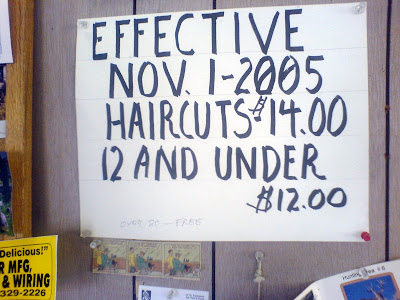 EFFECTIVE
NOV. 1-2005
HAIRCUTS $14.00
12 AND UNDER
$12.00
OVER 80 - FREE
Delicious!"
R MFG,
& WIRING
329-2226